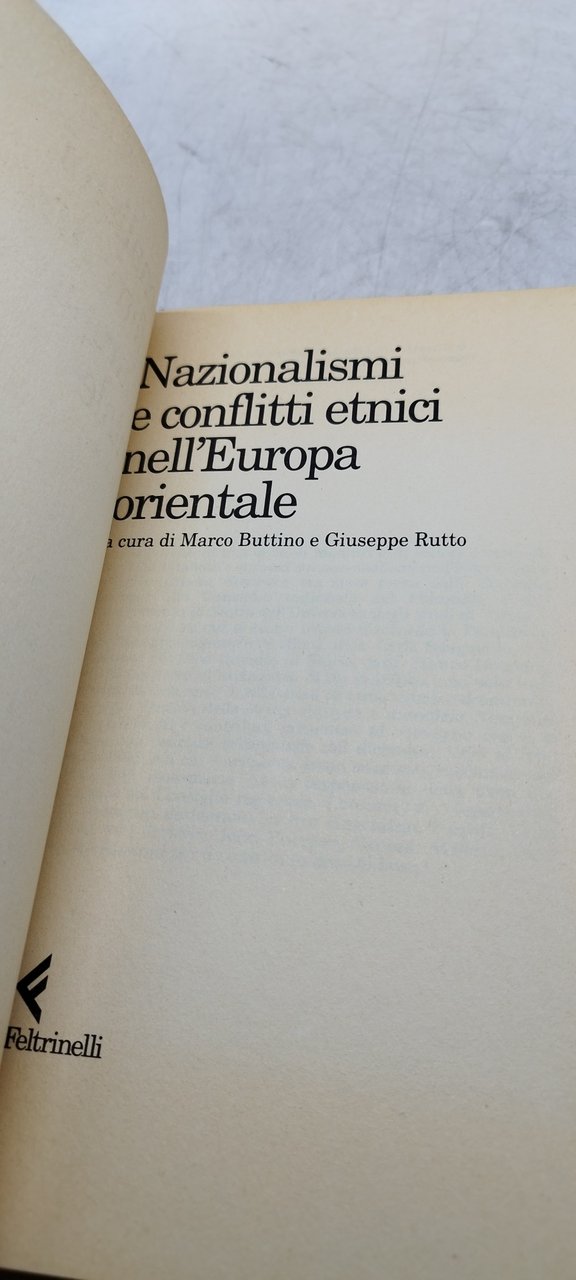 Nazionalismi
e conflitti etnici
nell'Europa
orientale
a cura di Marco Buttino e Giuseppe Rutto
Feltrinelli